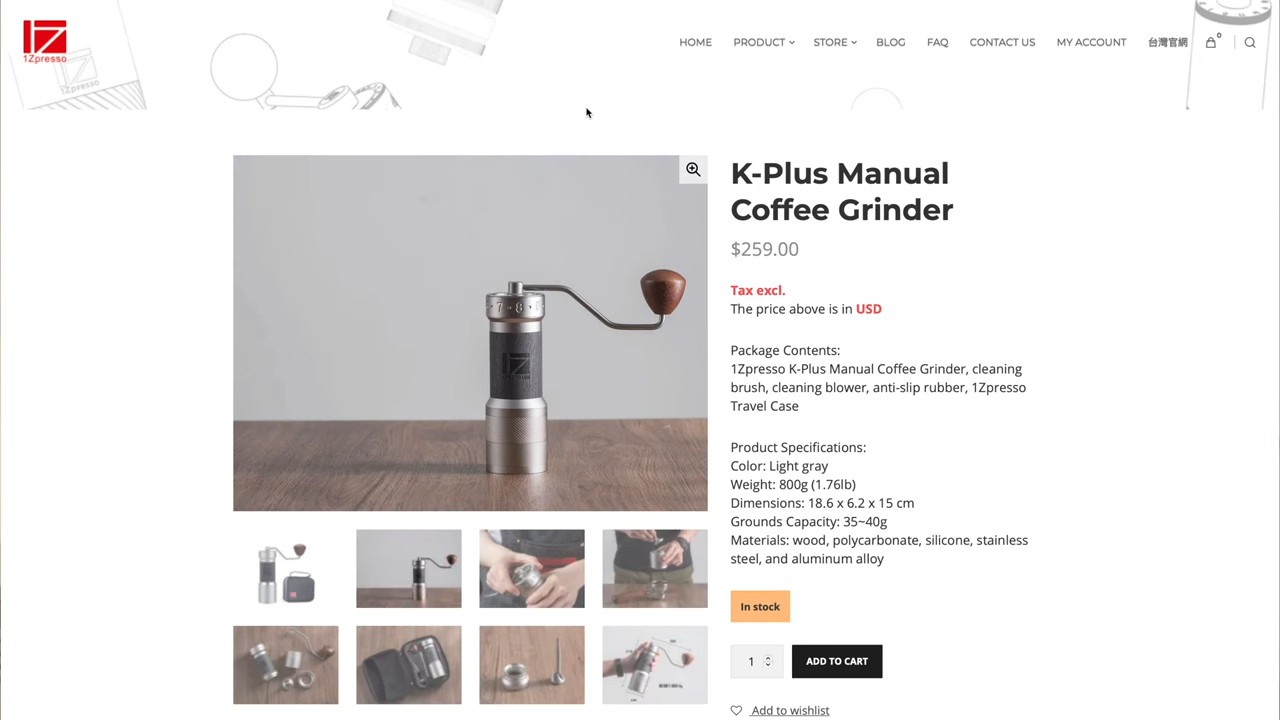 1Zpresso
HOME
PRODUCT
STORE
BLOG
FAQ
CONTACT US
MY ACCOUNT
台灣官網
0
K-Plus Manual
Coffee Grinder
$259.00
Tax excl.
The price above is in USD
Package Contents:
1Zpresso K-Plus Manual Coffee Grinder, cleaning
brush, cleaning blower, anti-slip rubber, 1Zpresso
Travel Case
Product Specifications:
Color: Light gray
Weight: 800g (1.76lb)
Dimensions: 18.6 x 6.2 x 15 cm
Grounds Capacity: 35~40g
Materials: wood, polycarbonate, silicone, stainless
steel, and aluminum alloy
In stock
1
ADD TO CART
Add to wishlist